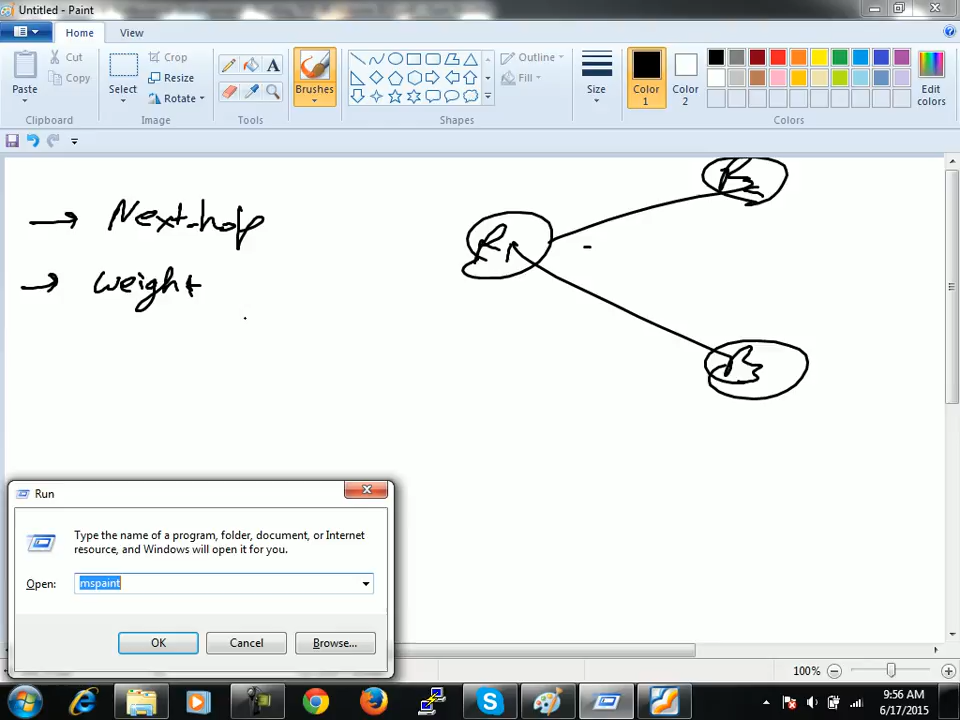 Untitled - Paint
Home
View
Paste
Cut
Copy
Clipboard
Select
Crop
Resize
Rotate
Image
A
Tools
Brushes
Outline
Fill
Shapes
Size
Color
1
Color
2
Edit
colors
Colors
→ Next-hop
→ weight
R1
R2
R3
Run
Type the name of a program, folder, document, or Internet
resource, and Windows will open it for you.
Open:
mspaint
OK
Cancel
Browse...
100%
9:56 AM
6/17/2015